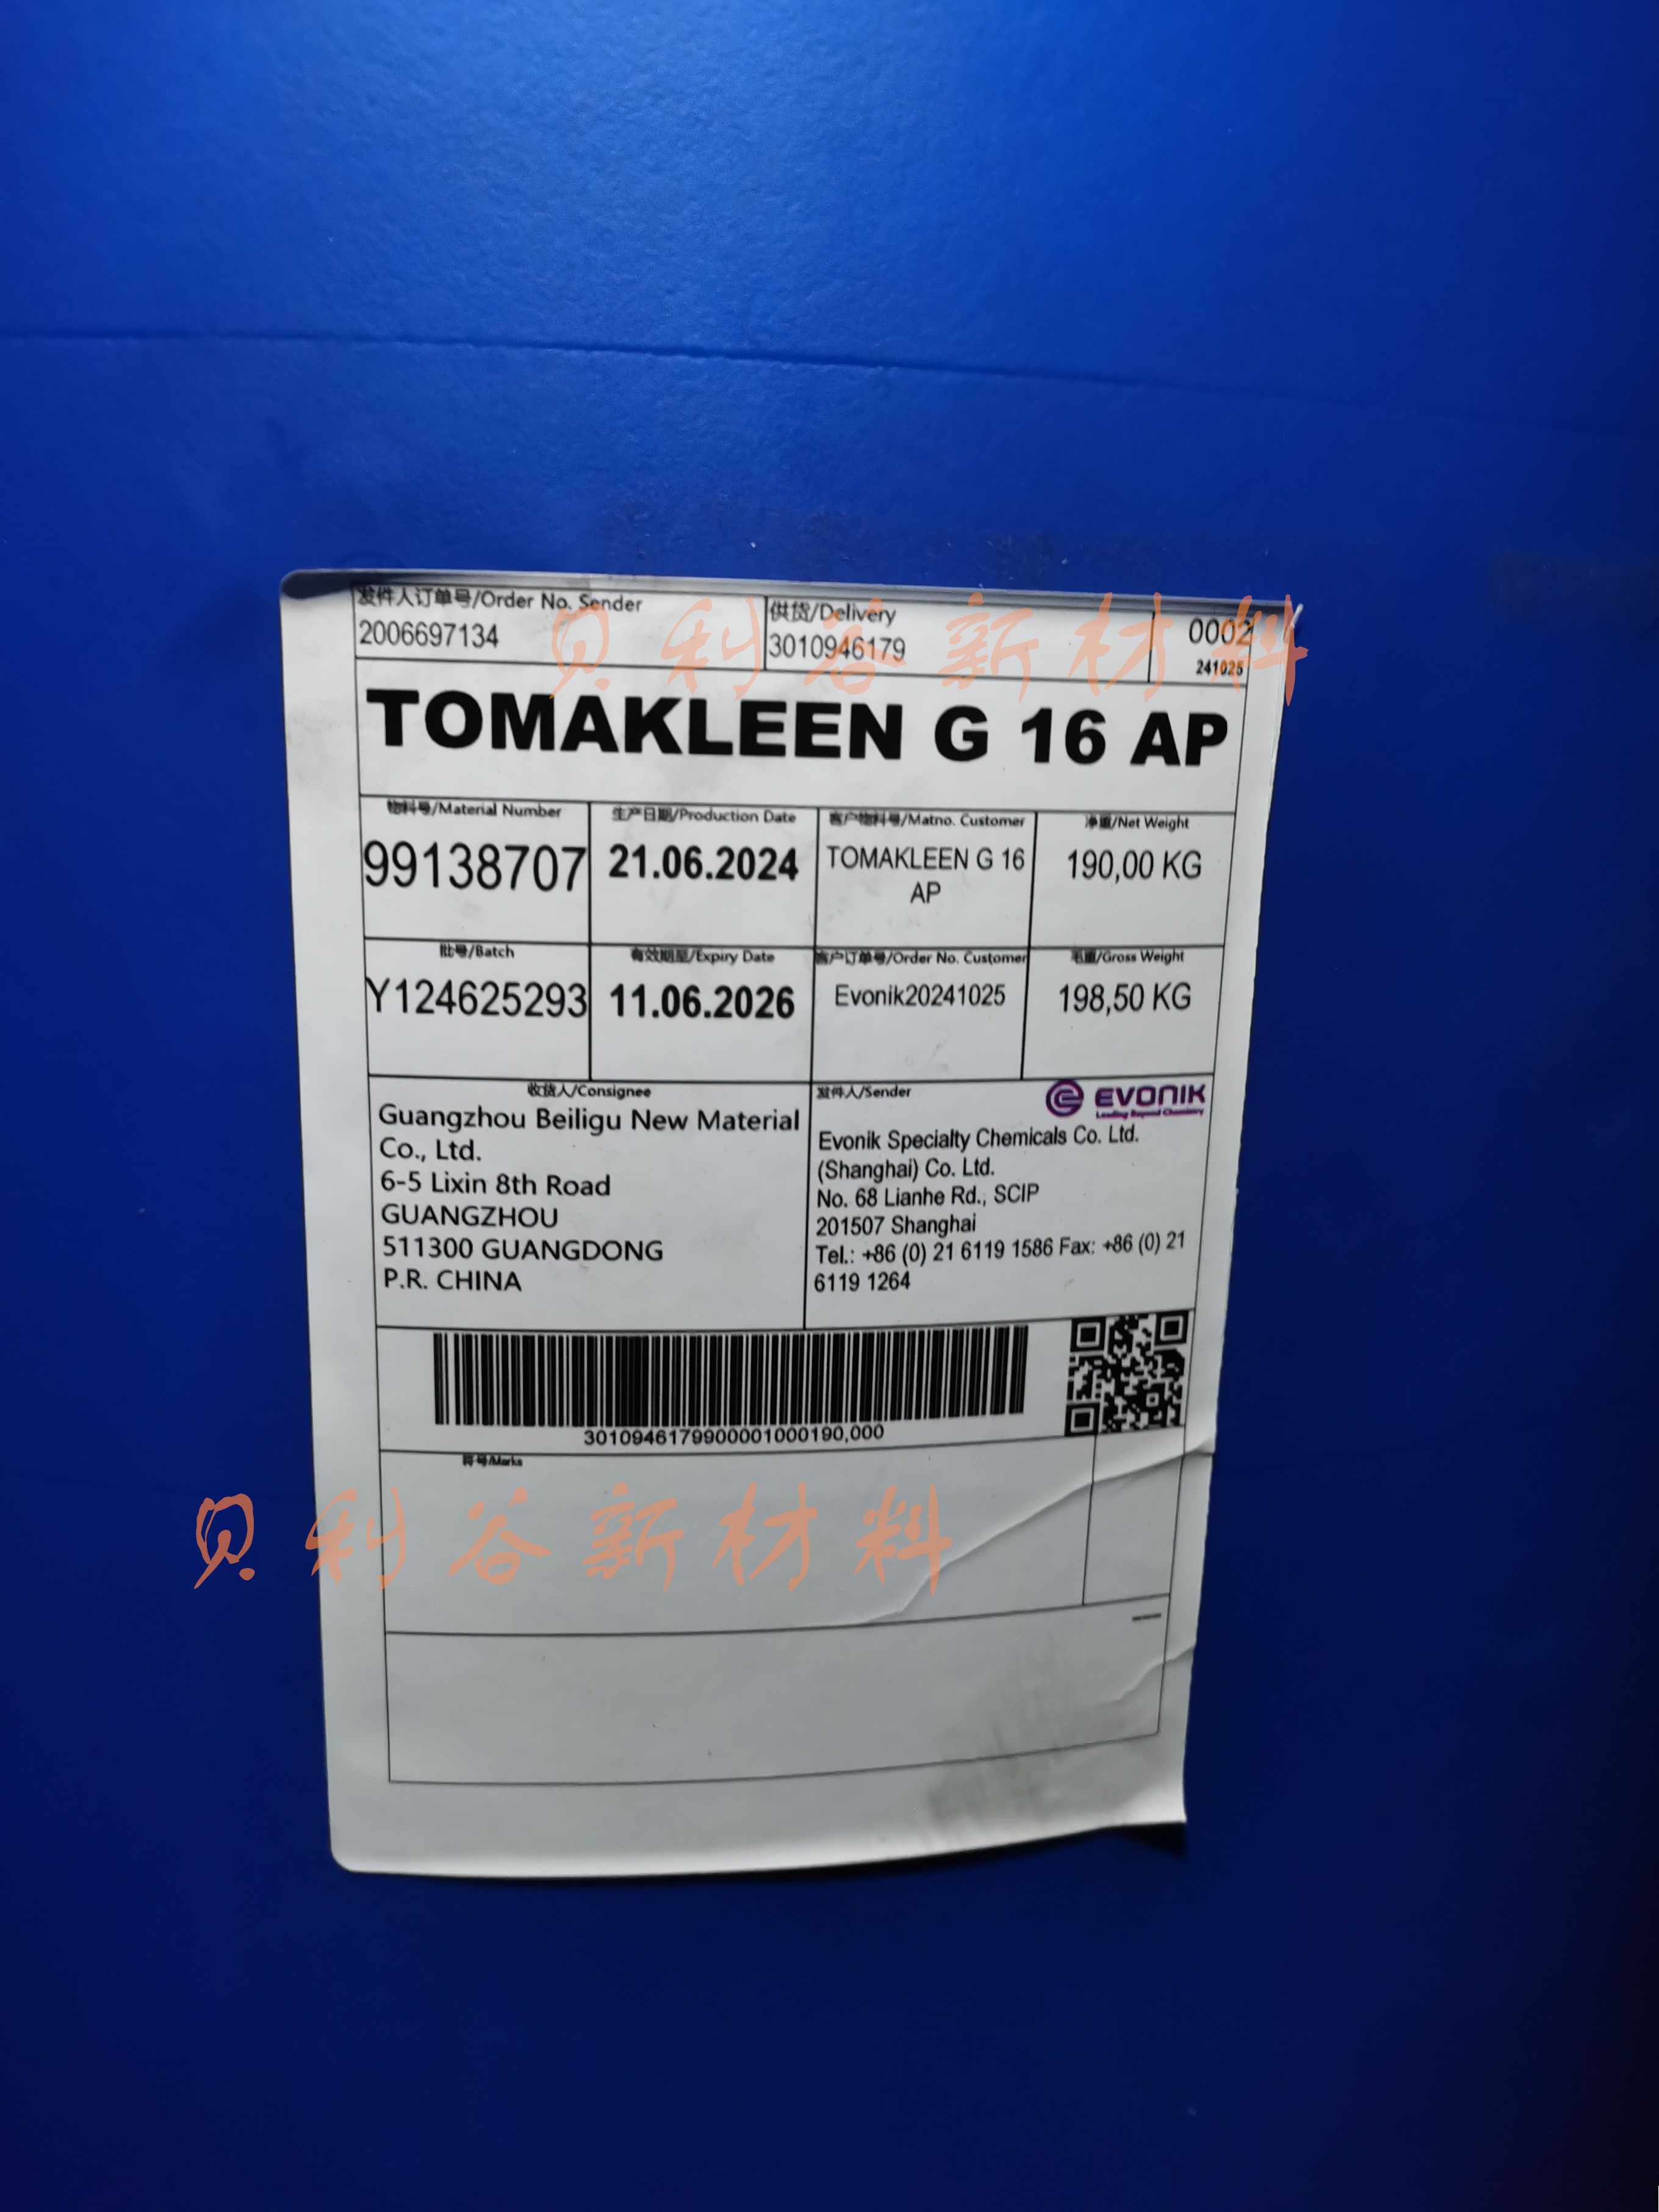 发件人订单号/Order No. Sender
2006697134
供货/Delivery
3010946179
0002
241025
贝利谷新材料
TOMAKLEEN G 16 AP
物料号/Material Number
99138707
生产日期/Production Date
21.06.2024
客户物料号/Matno. Customer
TOMAKLEEN G 16
AP
净重/Net Weight
190,00 KG
批号/Batch
Y124625293
有效期至/Expiry Date
11.06.2026
客户订单号/Order No. Customer
Evonik20241025
毛重/Gross Weight
198,50 KG
收货人/Consignee
Guangzhou Beiligu New Material
Co., Ltd.
6-5 Lixin 8th Road
GUANGZHOU
511300 GUANGDONG
P.R. CHINA
发件人/Sender
EVONIK
Leading Beyond Chemistry
Evonik Specialty Chemicals Co. Ltd.
(Shanghai) Co. Ltd.
No. 68 Lianhe Rd., SCIP
201507 Shanghai
Tel.: +86 (0) 21 6119 1586 Fax: +86 (0) 21
6119 1264
3010946179900001000190,000
符号/Marks
贝利谷新材料